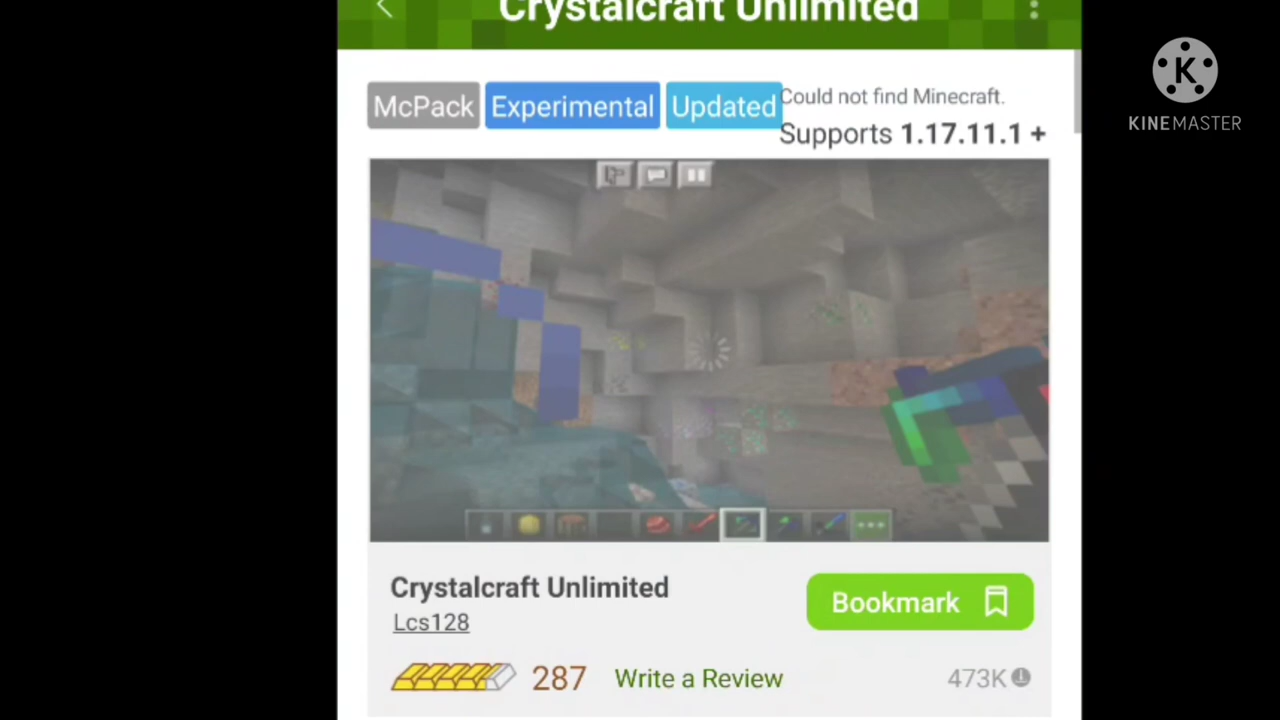 Crystalcraft Unlimited
McPack Experimental Updated
Could not find Minecraft.
Supports 1.17.11.1 +
K
KINEMASTER
Crystalcraft Unlimited
Lcs128
Bookmark
287 Write a Review 473K